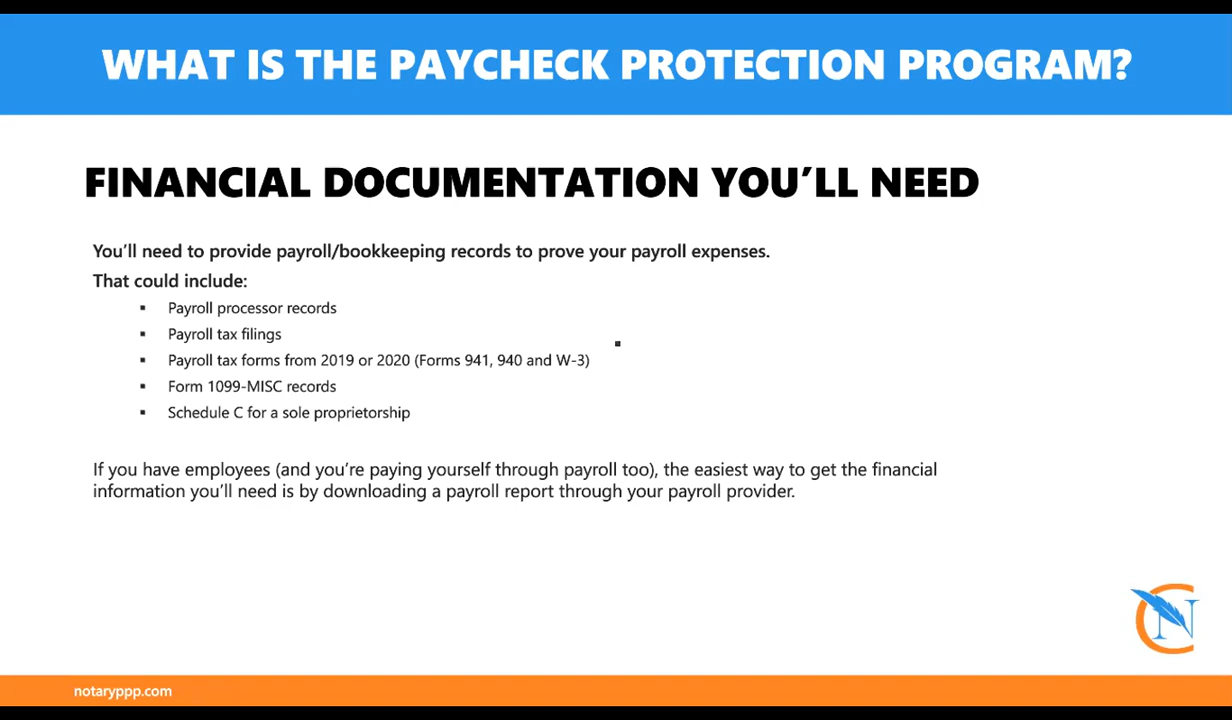 WHAT IS THE PAYCHECK PROTECTION PROGRAM?
FINANCIAL DOCUMENTATION YOU’LL NEED
You’ll need to provide payroll/bookkeeping records to prove your payroll expenses.
That could include:
▪ Payroll processor records
▪ Payroll tax filings
▪ Payroll tax forms from 2019 or 2020 (Forms 941, 940 and W-3)
▪ Form 1099-MISC records
▪ Schedule C for a sole proprietorship
If you have employees (and you’re paying yourself through payroll too), the easiest way to get the financial
information you’ll need is by downloading a payroll report through your payroll provider.
CN
notaryppp.com